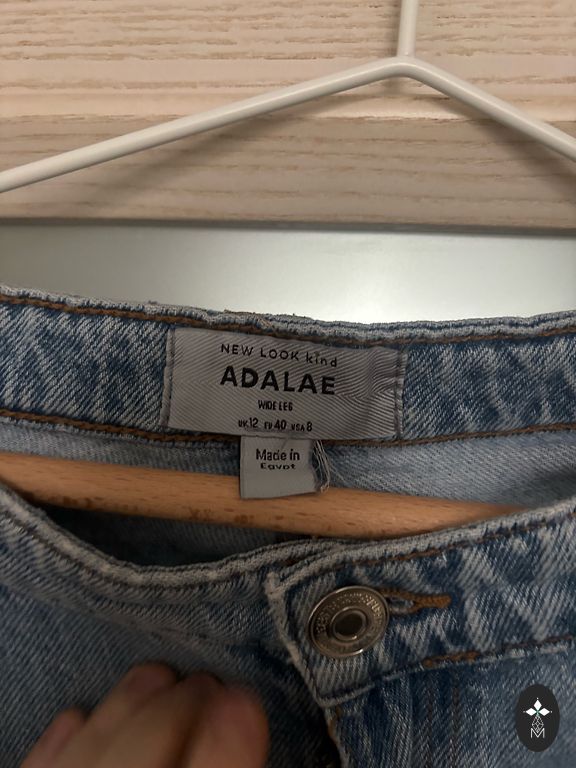 NEW LOOK kind
ADALAE
WIDE LEG
UK 12 EU 40 USA 8
Made in
Egypt